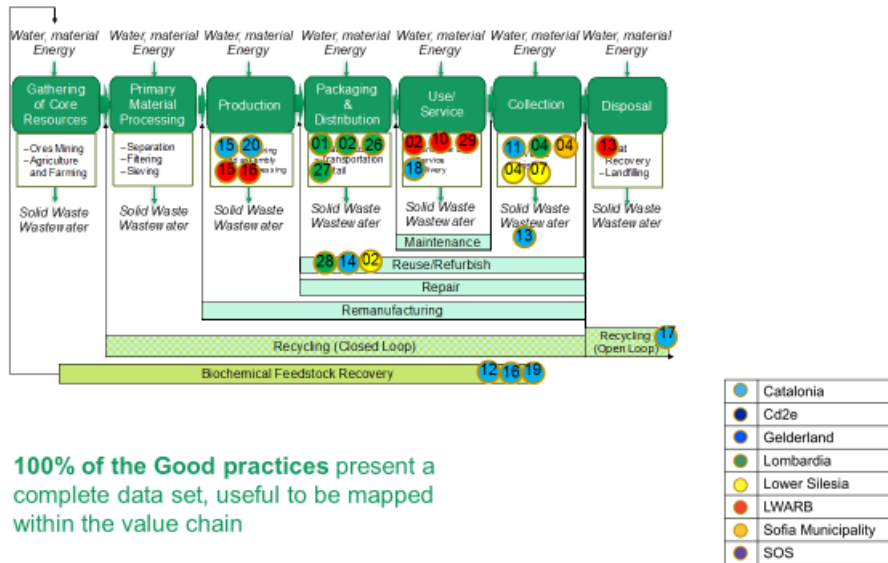 Water, material
Energy
Water, material
Energy
Water, material
Energy
Water, material
Energy
Water, material
Energy
Water, material
Energy
Water, material
Energy
Gathering
of Core
Resources
Primary
Material
Processing
Production
Packaging
&
Distribution
Use/
Service
Collection
Disposal
–Ores Mining
–Agriculture
and Farming
–Separation
–Filtering
–Sieving
15 20
15 16
01 02 26
Transportation
27
02 10 29
18
11 04 04
04 07
13
Recovery
–Landfilling
Solid Waste
Wastewater
Solid Waste
Wastewater
Solid Waste
Wastewater
Solid Waste
Wastewater
Solid Waste
Wastewater
Solid Waste
Wastewater
Solid Waste
Wastewater
13
Maintenance
28 14 02
Reuse/Refurbish
Repair
Remanufacturing
Recycling (Closed Loop)
Recycling
(Open Loop)
17
Biochemical Feedstock Recovery
12 16 19
100% of the Good practices present a
complete data set, useful to be mapped
within the value chain
Catalonia
Cd2e
Gelderland
Lombardia
Lower Silesia
LWARB
Sofia Municipality
SOS